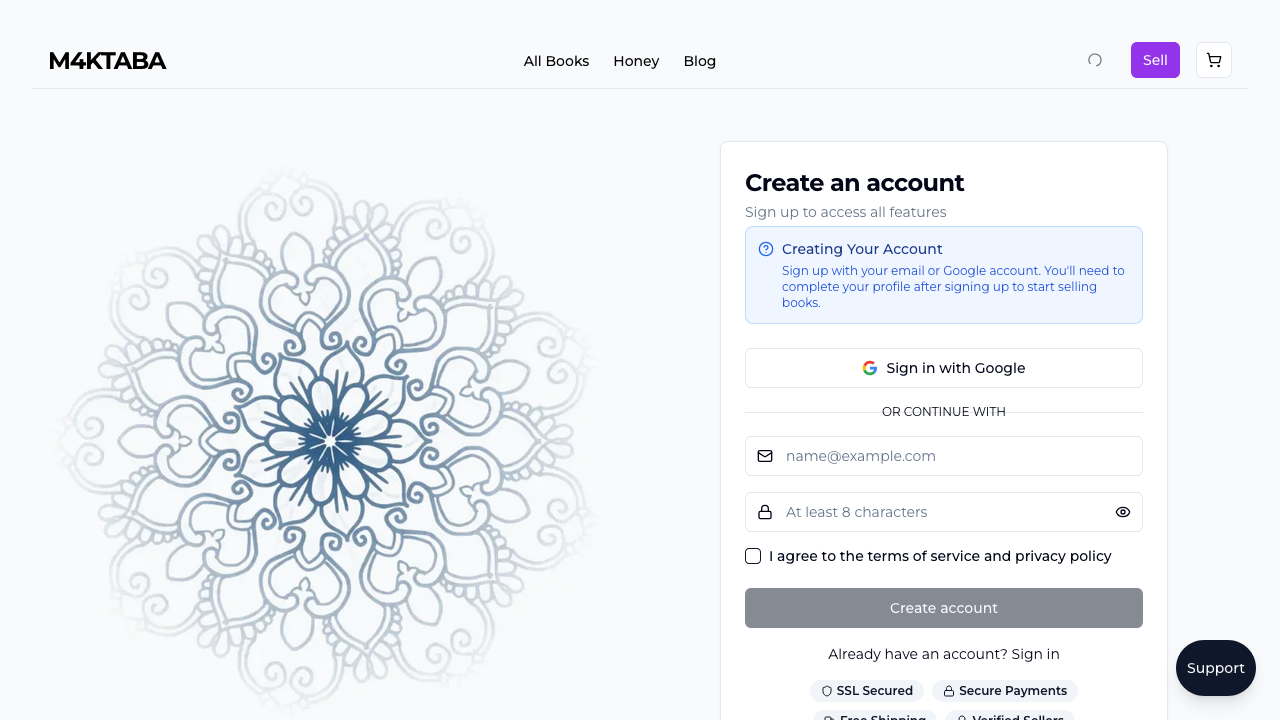 M4KTABA
All Books
Honey
Blog
Sell
Create an account
Sign up to access all features
Creating Your Account
Sign up with your email or Google account. You'll need to
complete your profile after signing up to start selling
books.
Sign in with Google
OR CONTINUE WITH
name@example.com
At least 8 characters
I agree to the terms of service and privacy policy
Create account
Already have an account? Sign in
Support
SSL Secured
Secure Payments
Free Shipping
Verified Sellers